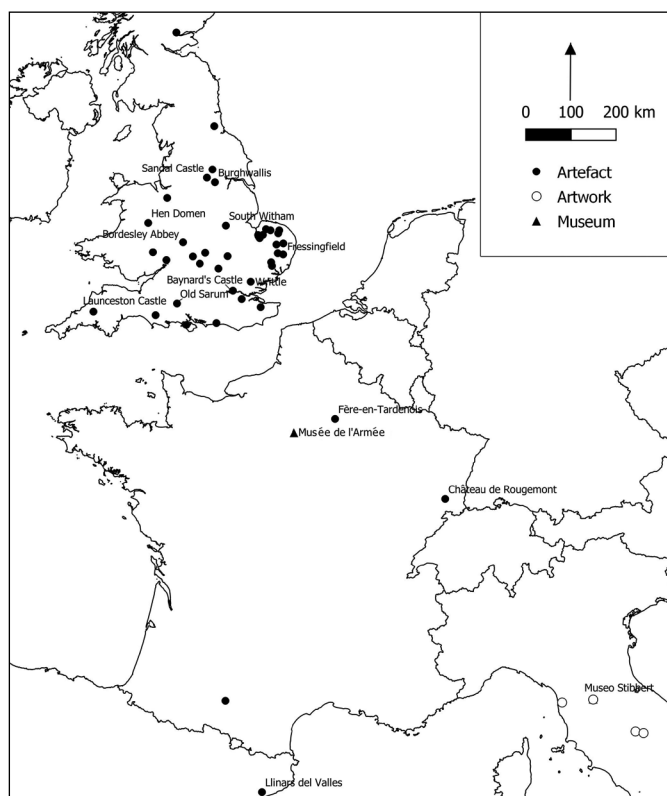 0 100 200 km
Artefact
Artwork
Museum
Sandal Castle
Burghwallis
Hen Domen
South Witham
Bordesley Abbey
Fressingfield
Baynard's Castle
Writtle
Old Sarum
Launceston Castle
Fère-en-Tardenois
Musée de l'Armée
Château de Rougemont
Museo Stibbert
Llinars del Valles